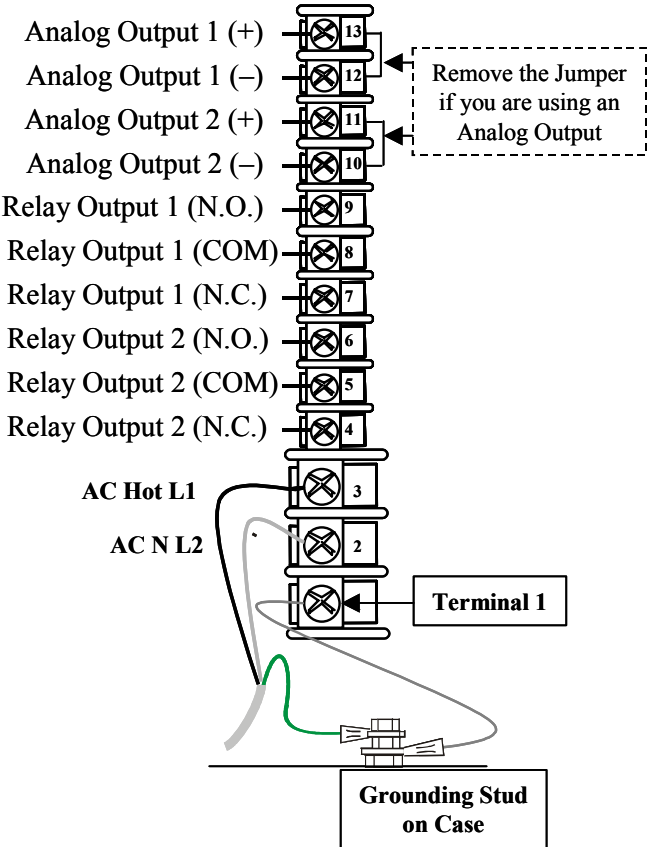 Analog Output 1 (+)
13
Analog Output 1 (–)
12
Remove the Jumper
if you are using an
Analog Output
Analog Output 2 (+)
11
Analog Output 2 (–)
10
Relay Output 1 (N.O.)
9
Relay Output 1 (COM)
8
Relay Output 1 (N.C.)
7
Relay Output 2 (N.O.)
6
Relay Output 2 (COM)
5
Relay Output 2 (N.C.)
4
AC Hot L1
3
AC N L2
2
Terminal 1
Grounding Stud
on Case